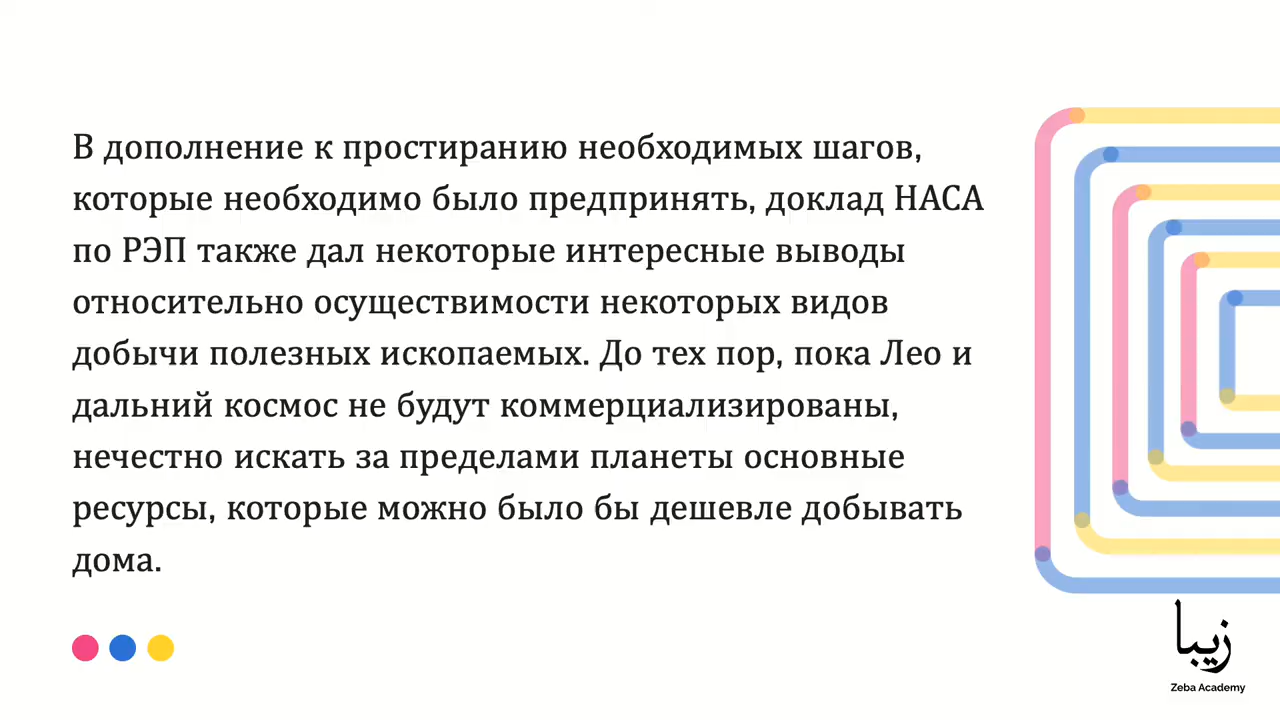 В дополнение к простиранию необходимых шагов,
которые необходимо было предпринять, доклад НАСА
по РЭП также дал некоторые интересные выводы
относительно осуществимости некоторых видов
добычи полезных ископаемых. До тех пор, пока Лео и
дальний космос не будут коммерциализированы,
нечестно искать за пределами планеты основные
ресурсы, которые можно было бы дешевле добывать
дома.
زیبا
Zeba Academy